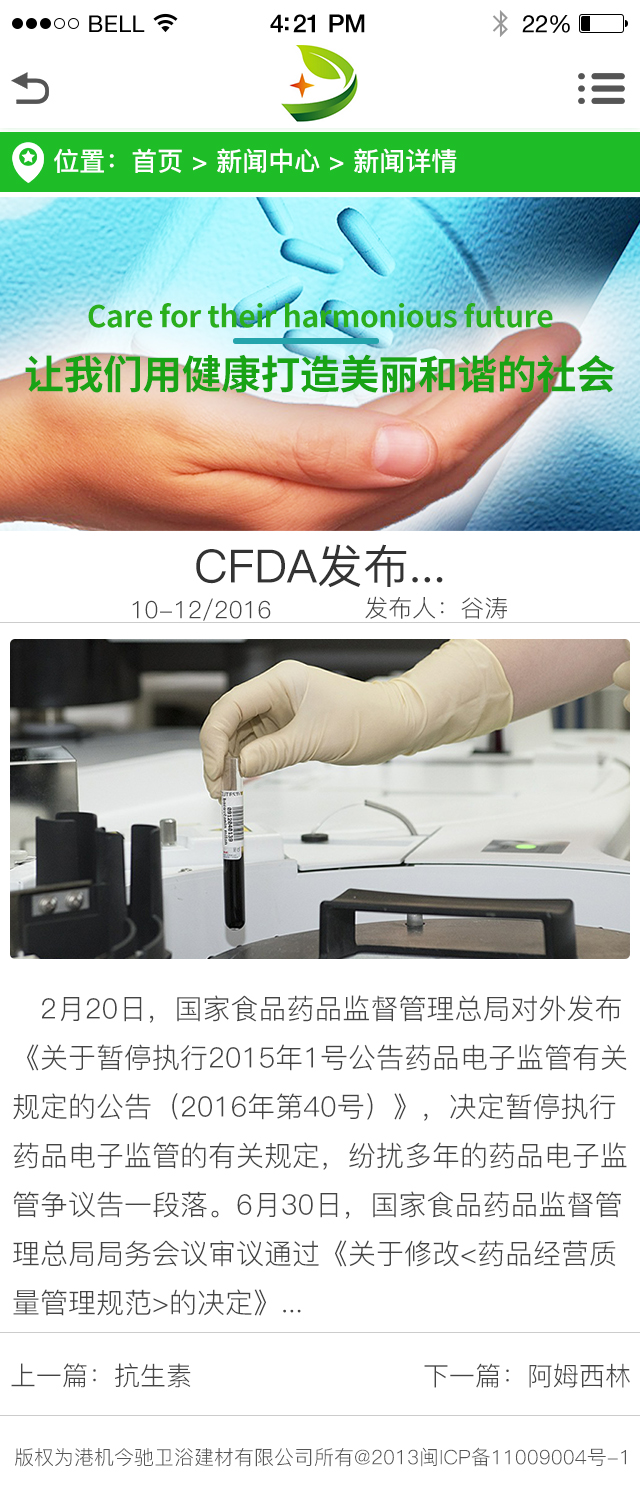 BELL 4:21 PM 22%
位置：首页 > 新闻中心 > 新闻详情
Care for their harmonious future
让我们用健康打造美丽和谐的社会
CFDA发布...
10-12/2016 发布人：谷涛
2月20日，国家食品药品监督管理总局对外发布
《关于暂停执行2015年1号公告药品电子监管有关
规定的公告（2016年第40号）》，决定暂停执行
药品电子监管的有关规定，纷扰多年的药品电子监
管争议告一段落。6月30日，国家食品药品监督管
理总局局务会议审议通过《关于修改<药品经营质
量管理规范>的决定》...
上一篇：抗生素 下一篇：阿姆西林
版权为港机今驰卫浴建材有限公司所有@2013闽ICP备11009004号-1